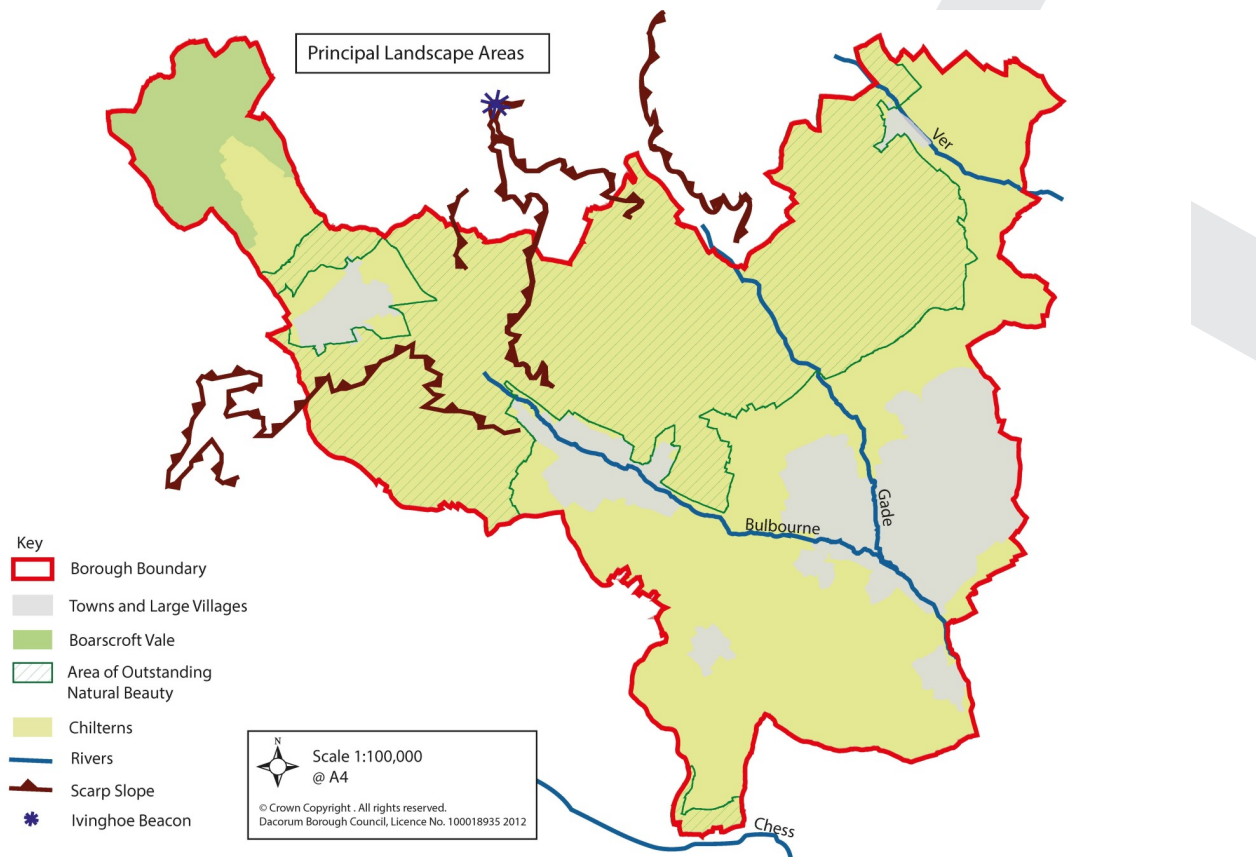 Principal Landscape Areas
Ver
Gade
Bulbourne
Key
Borough Boundary
Towns and Large Villages
Boarscroft Vale
Area of Outstanding
Natural Beauty
Chilterns
Rivers
Scarp Slope
Ivinghoe Beacon
N
Scale 1:100,000
@ A4
© Crown Copyright . All rights reserved.
Dacorum Borough Council, Licence No. 100018935 2012
Chess